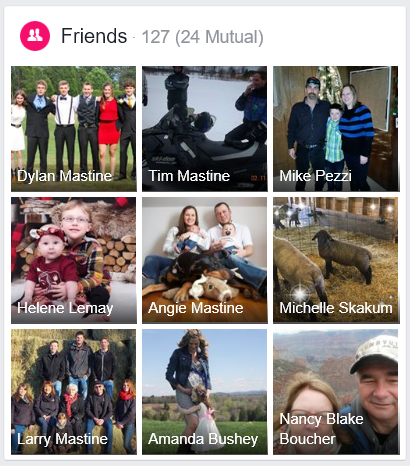 Friends · 127 (24 Mutual)
Dylan Mastine
Tim Mastine
Mike Pezzi
Helene Lemay
Angie Mastine
Michelle Skakum
Larry Mastine
Amanda Bushey
Nancy Blake
Boucher